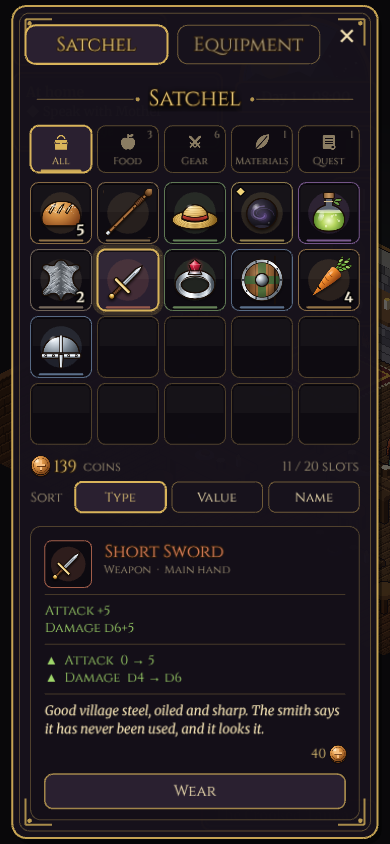 Satchel
Equipment
×
Satchel
3
6
1
1
All
Food
Gear
Materials
Quest
5
2
4
139 coins
11 / 20 slots
Sort
Type
Value
Name
Short Sword
Weapon · Main hand
Attack +5
Damage d6+5
▲ Attack 0 → 5
▲ Damage d4 → d6
Good village steel, oiled and sharp. The smith says
it has never been used, and it looks it.
40
Wear